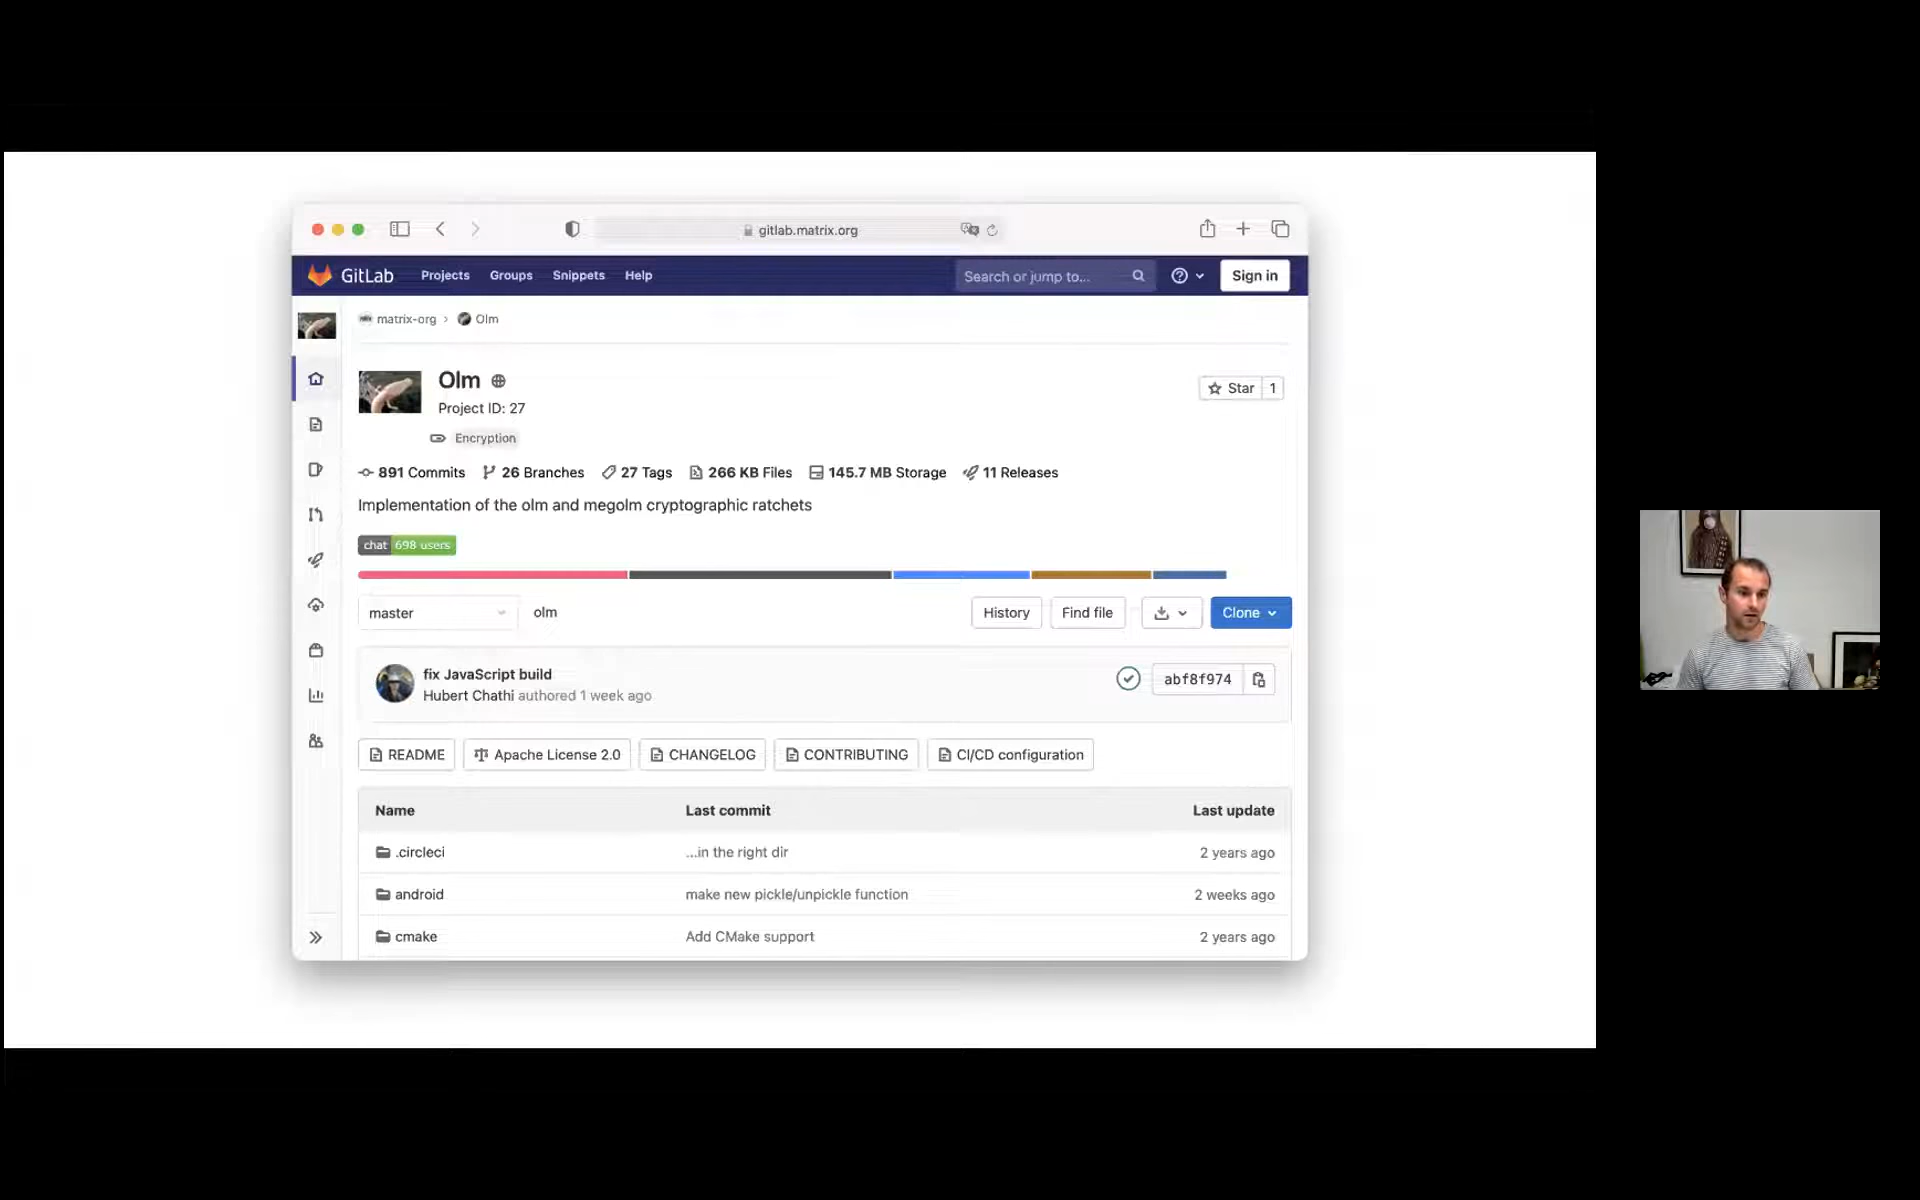 gitlab.matrix.org
GitLab Projects Groups Snippets Help Search or jump to... Sign in
matrix-org › Olm
Olm
Star 1
Project ID: 27
Encryption
891 Commits 26 Branches 27 Tags 266 KB Files 145.7 MB Storage 11 Releases
Implementation of the olm and megolm cryptographic ratchets
chat 698 users
master olm History Find file Clone
fix JavaScript build
Hubert Chathi authored 1 week ago
abf8f974
README Apache License 2.0 CHANGELOG CONTRIBUTING CI/CD configuration
Name Last commit Last update
.circleci ...in the right dir 2 years ago
android make new pickle/unpickle function 2 weeks ago
cmake Add CMake support 2 years ago